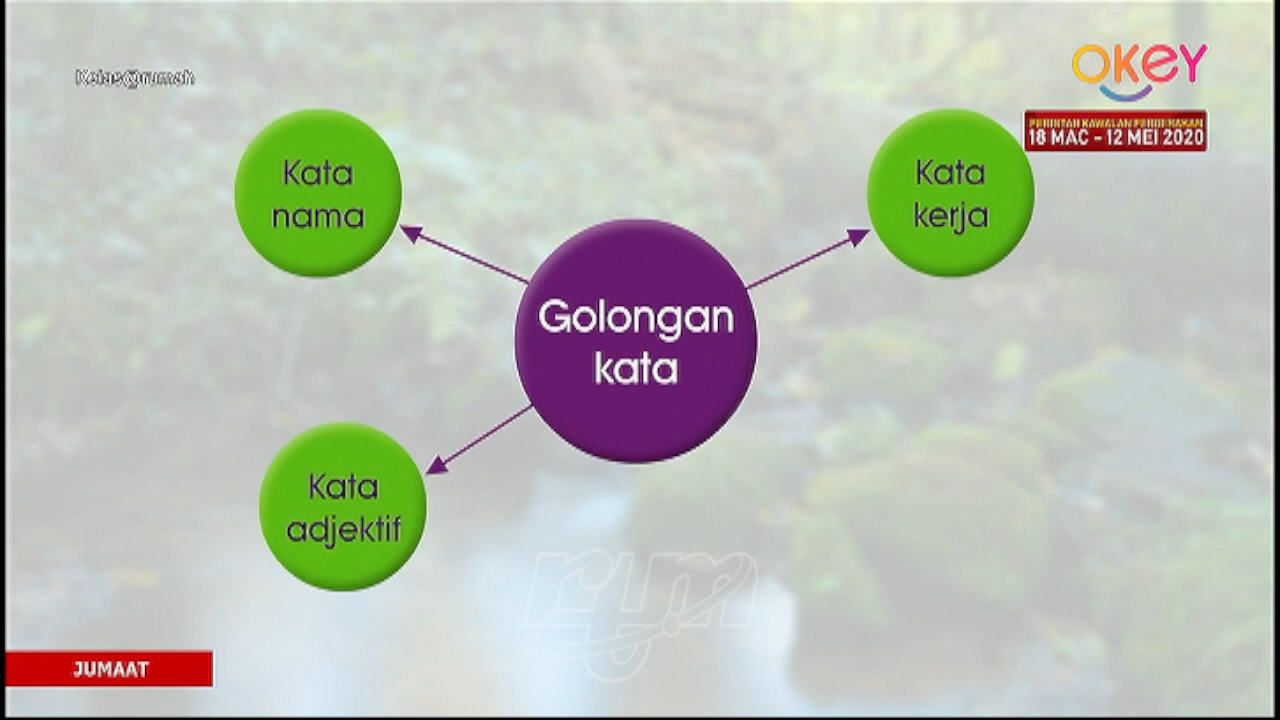 Kelas@rumah
OKEY
PERINTAH KAWALAN PERGERAKAN
18 MAC - 12 MEI 2020
Kata
nama
Kata
kerja
Golongan
kata
Kata
adjektif
rtm
JUMAAT